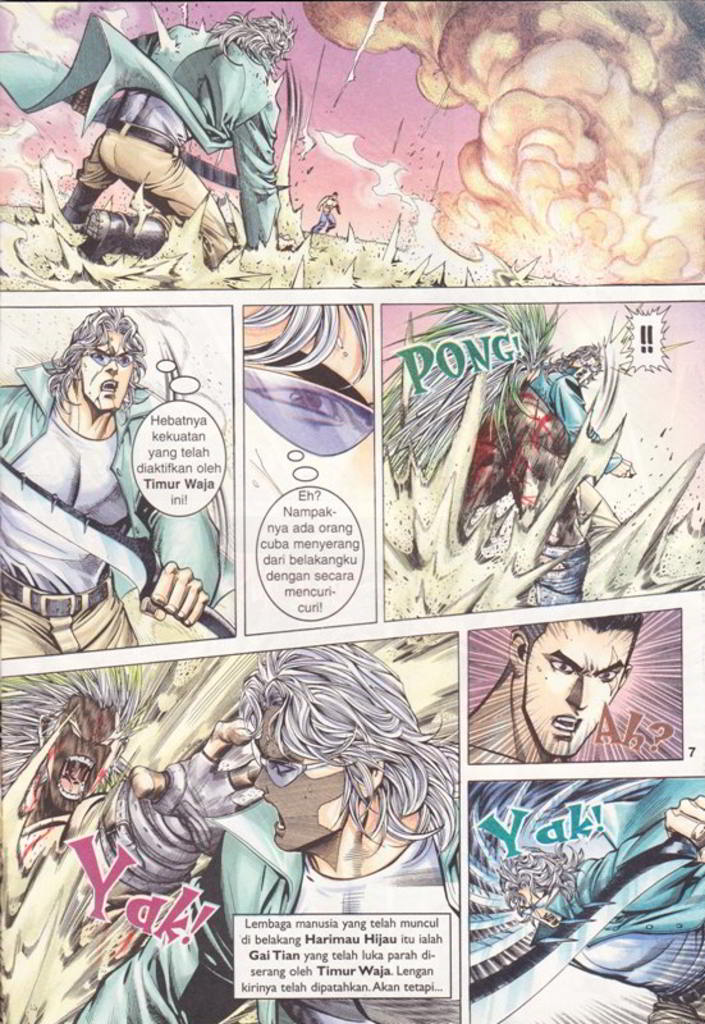 Hebatnya
kekuatan
yang telah
diaktifkan oleh
Timur Waja
ini!
Eh?
Nampak-
nya ada orang
cuba menyerang
dari belakangku
dengan secara
mencuri-
curi!
PONG!
!!
Yak!
Lembaga manusia yang telah muncul
di belakang Harimau Hijau itu ialah
Gai Tian yang telah luka parah di-
serang oleh Timur Waja. Lengan
kirinya telah dipatahkan. Akan tetapi...
Ah?
7
Yak!